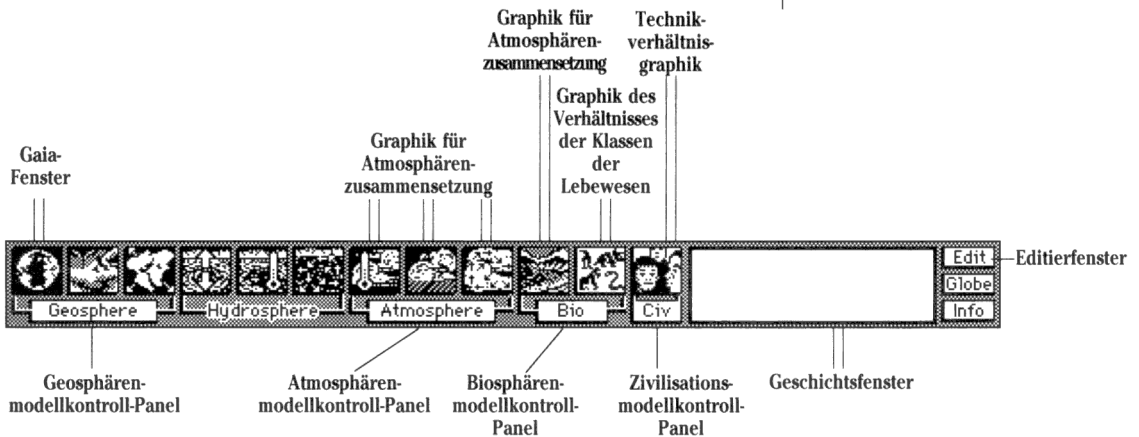 Graphik für
Atmosphären-
zusammensetzung
Technik-
verhältnis-
graphik
Graphik des
Verhältnisses
der Klassen
der
Lebewesen
Graphik für
Atmosphären-
zusammensetzung
Gaia-
Fenster
Edit
Editierfenster
Globe
Info
Geosphere
Hydrosphere
Atmosphere
Bio
Civ
Geosphären-
modellkontroll-Panel
Atmosphären-
modellkontroll-Panel
Biosphären-
modellkontroll-
Panel
Zivilisations-
modellkontroll-
Panel
Geschichtsfenster